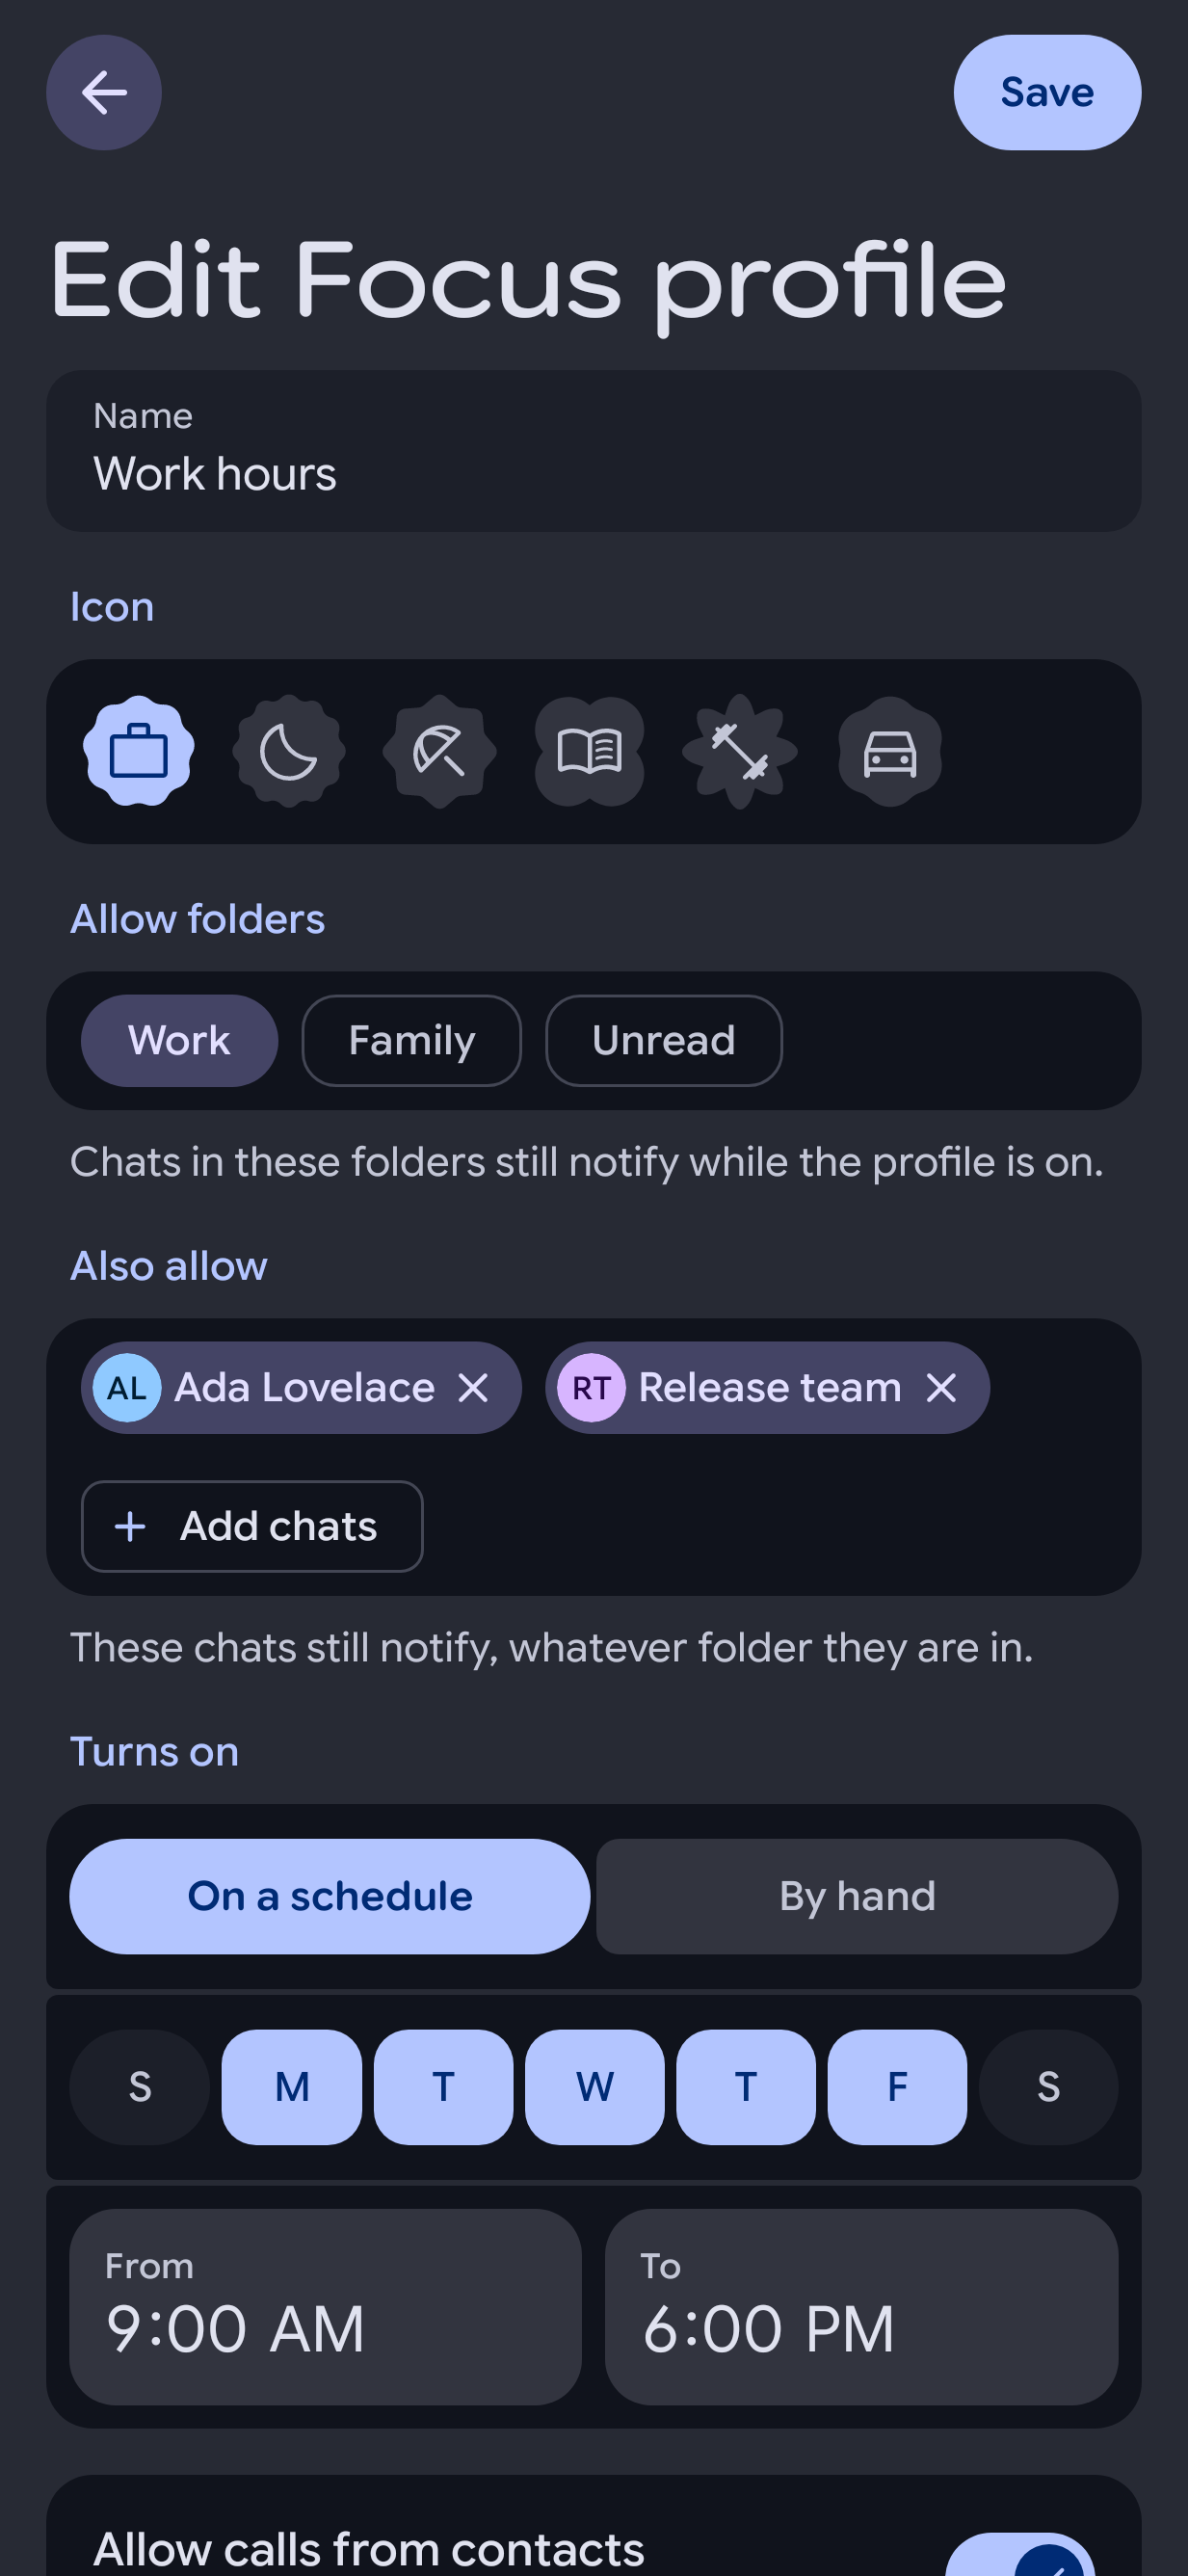 Save
Edit Focus profile
Name
Work hours
Icon
Allow folders
Work Family Unread
Chats in these folders still notify while the profile is on.
Also allow
AL Ada Lovelace RT Release team
Add chats
These chats still notify, whatever folder they are in.
Turns on
On a schedule By hand
S M T W T F S
From To
9:00 AM 6:00 PM
Allow calls from contacts